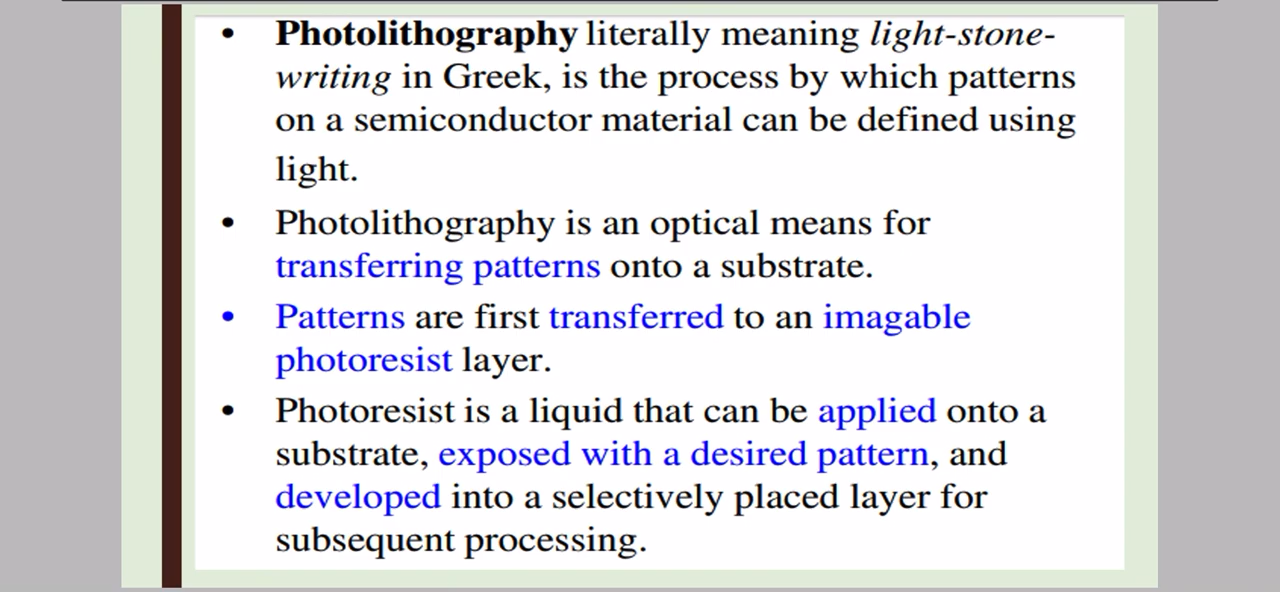 • Photolithography literally meaning light-stone-
writing in Greek, is the process by which patterns
on a semiconductor material can be defined using
light.
• Photolithography is an optical means for
transferring patterns onto a substrate.
• Patterns are first transferred to an imagable
photoresist layer.
• Photoresist is a liquid that can be applied onto a
substrate, exposed with a desired pattern, and
developed into a selectively placed layer for
subsequent processing.